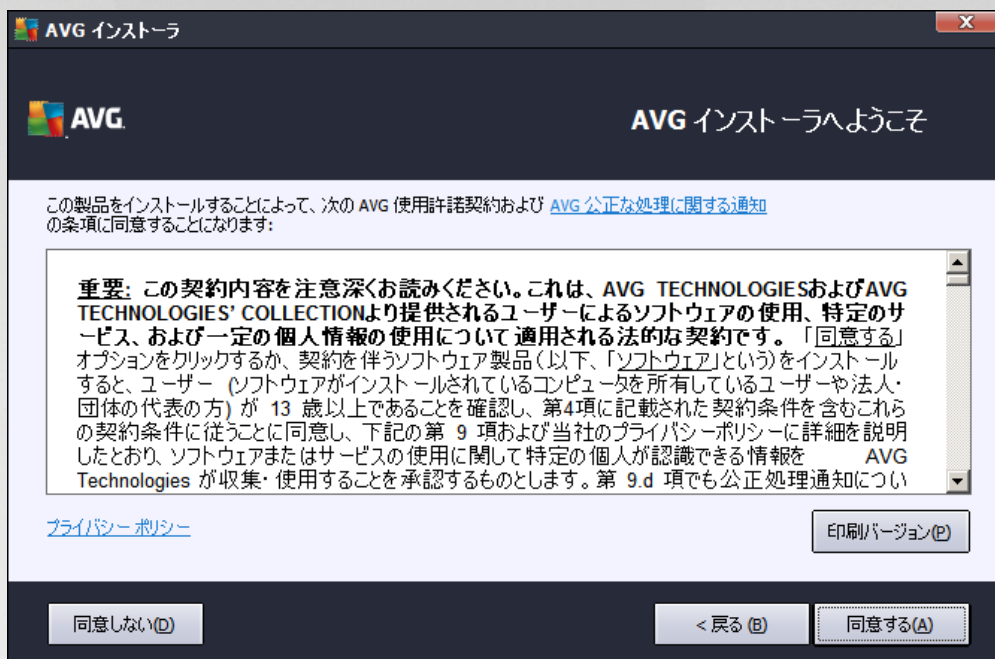 AVG インストーラ
AVG.
AVG インストーラへようこそ
この製品をインストールすることによって、次の AVG 使用許諾契約および AVG 公正な処理に関する通知
の条項に同意することになります:
重要: この契約内容を注意深くお読みください。これは、AVG TECHNOLOGIESおよびAVG
TECHNOLOGIES' COLLECTIONより提供されるユーザーによるソフトウェアの使用、特定のサ
ービス、および一定の個人情報の使用について適用される法的な契約です。「同意する」
オプションをクリックするか、契約を伴うソフトウェア製品(以下、「ソフトウェア」という)をインストール
すると、ユーザー (ソフトウェアがインストールされているコンピュータを所有しているユーザーや法人・
団体の代表の方) が 13 歳以上であることを確認し、第4項に記載された契約条件を含むこれら
の契約条件に従うことに同意し、下記の第 9 項および当社のプライバシーポリシーに詳細を説明
したとおり、ソフトウェアまたはサービスの使用に関して特定の個人が認識できる情報を AVG
Technologies が収集・使用することを承認するものとします。第 9.d 項でも公正処理通知につい
プライバシー ポリシー
印刷バージョン(P)
同意しない(D)
< 戻る (B)
同意する(A)